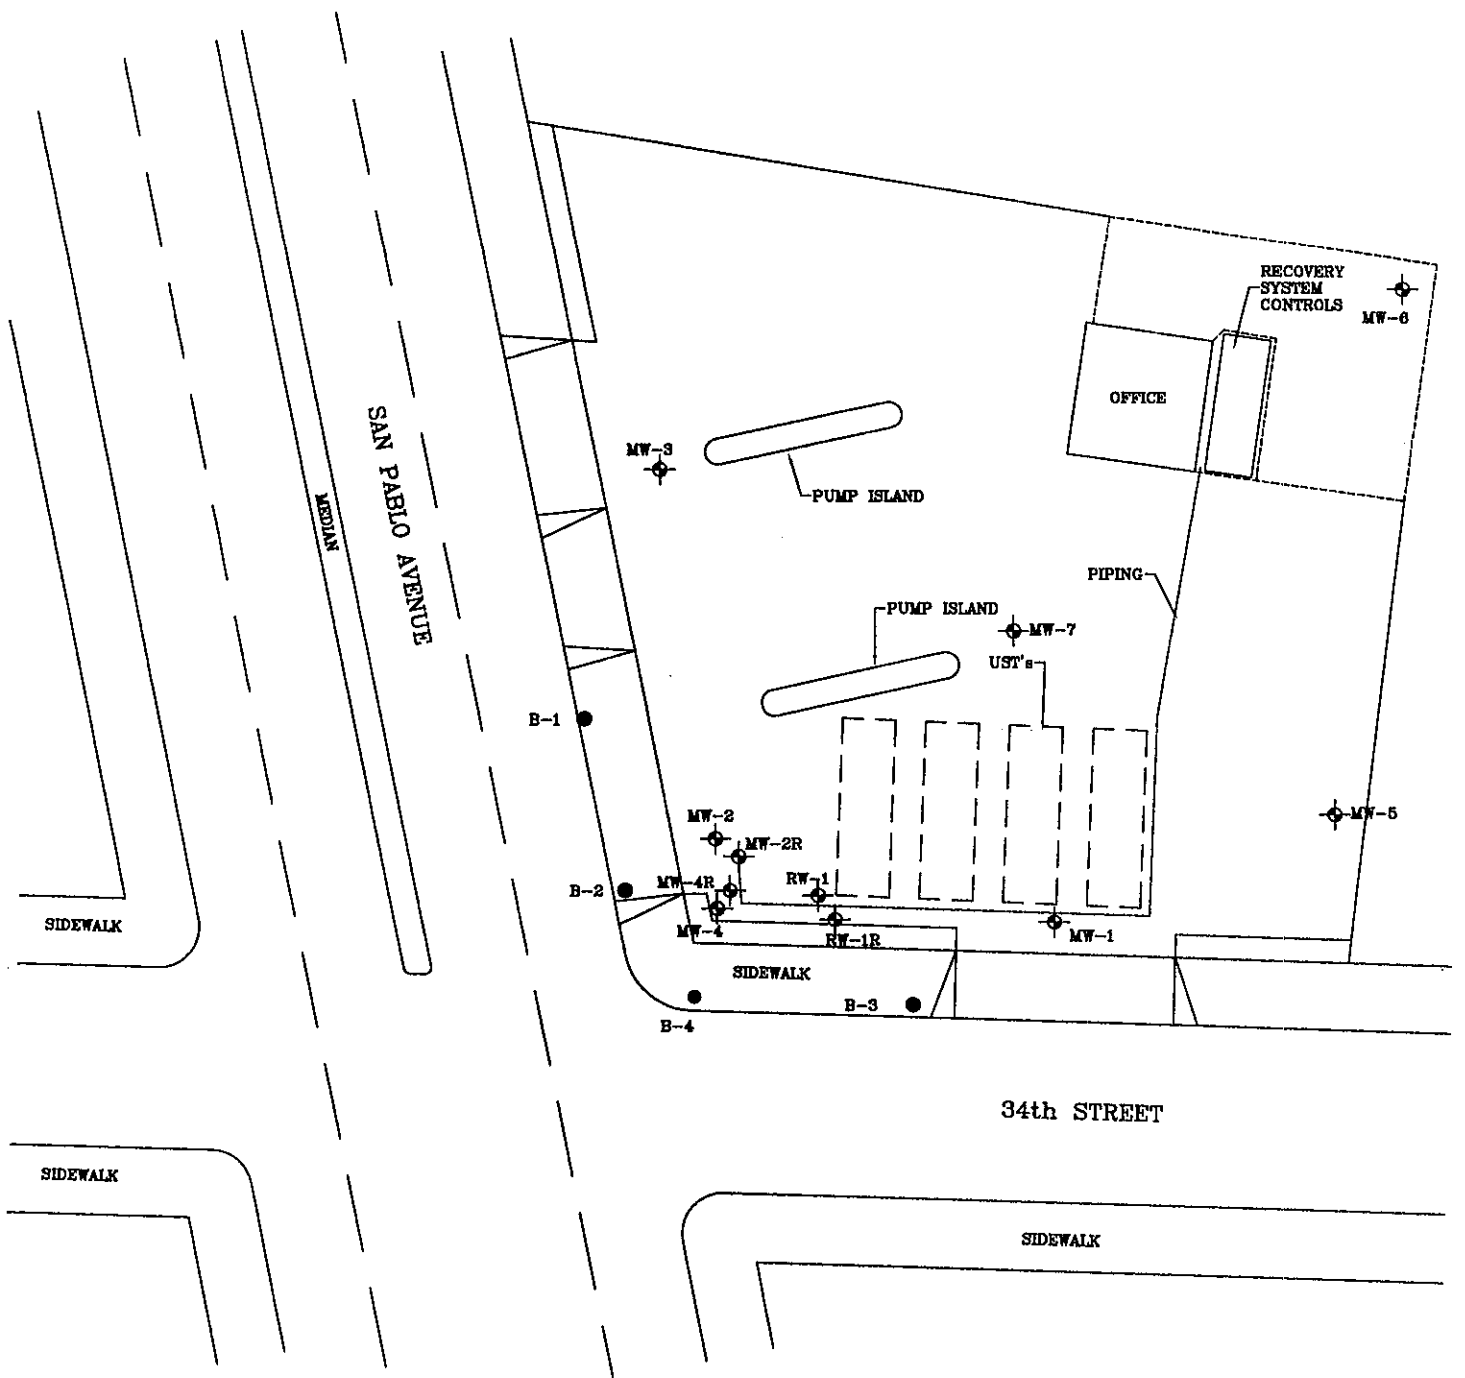 RECOVERY
SYSTEM
CONTROLS
MW-6
OFFICE
SAN PABLO AVENUE
MW-3
PUMP ISLAND
MEDIAN
PIPING
PUMP ISLAND
MW-7
UST's
B-1
MW-2
MW-5
MW-2R
B-2
MW-4R
RW-1
SIDEWALK
MW-4
RW-1R
MW-1
SIDEWALK
B-3
B-4
34th STREET
SIDEWALK
SIDEWALK